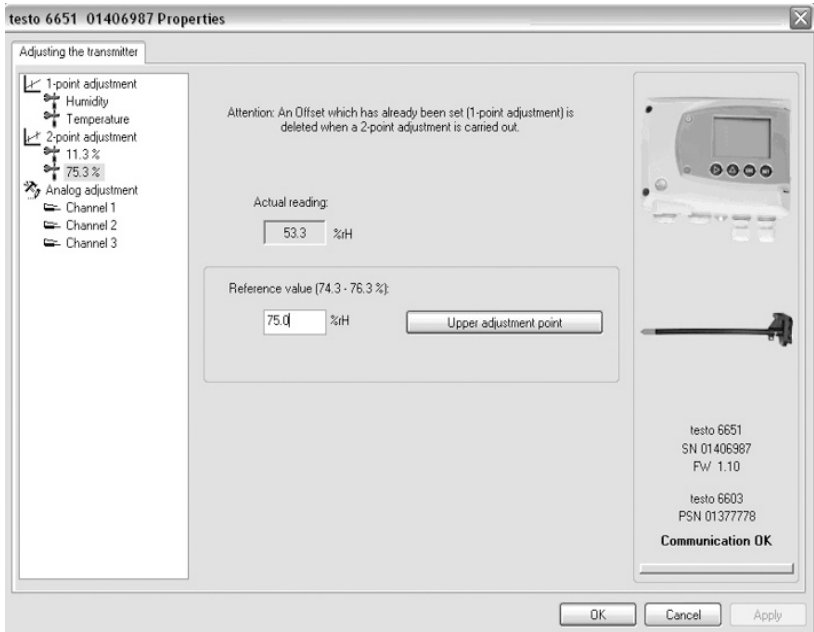 testo 6651 01406987 Properties
Adjusting the transmitter
1-point adjustment
Humidity
Temperature
2-point adjustment
11.3 %
75.3 %
Analog adjustment
Channel 1
Channel 2
Channel 3
Attention: An Offset which has already been set (1-point adjustment) is
deleted when a 2-point adjustment is carried out.
Actual reading:
53.3 %rH
Reference value (74.3 - 76.3 %):
75.0 %rH
Upper adjustment point
testo 6651
SN 01406987
FW 1.10
testo 6603
PSN 01377778
Communication OK
OK
Cancel
Apply